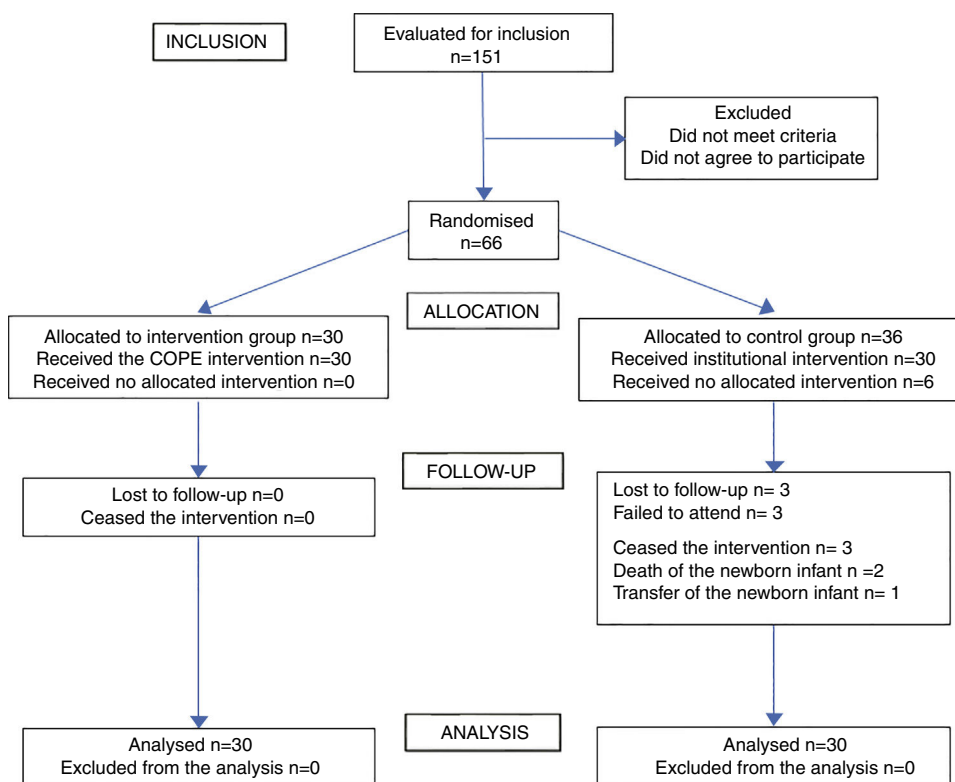 INCLUSION
Evaluated for inclusion
n=151
Excluded
Did not meet criteria
Did not agree to participate
Randomised
n=66
ALLOCATION
Allocated to intervention group n=30
Received the COPE intervention n=30
Received no allocated intervention n=0
Allocated to control group n=36
Received institutional intervention n=30
Received no allocated intervention n=6
FOLLOW-UP
Lost to follow-up n=0
Ceased the intervention n=0
Lost to follow-up n= 3
Failed to attend n= 3
Ceased the intervention n= 3
Death of the newborn infant n =2
Transfer of the newborn infant n= 1
ANALYSIS
Analysed n=30
Excluded from the analysis n=0
Analysed n=30
Excluded from the analysis n=0